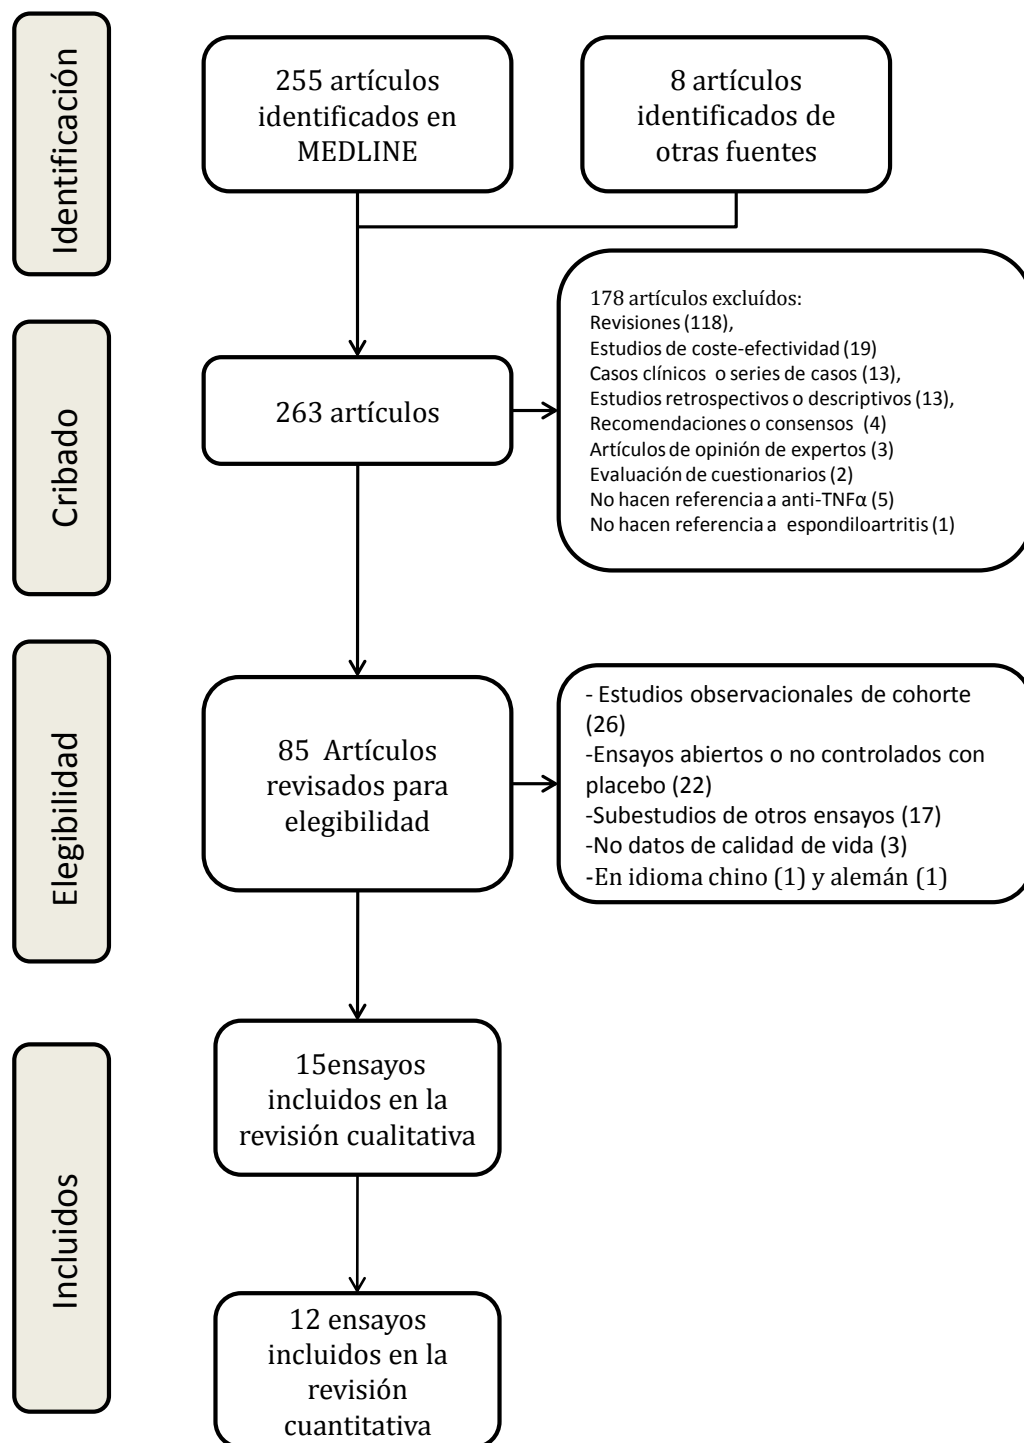 Identificación
255 artículos
identificados en
MEDLINE
8 artículos
identificados de
otras fuentes
Cribado
263 artículos
178 artículos excluídos:
Revisiones (118),
Estudios de coste-efectividad (19)
Casos clínicos o series de casos (13),
Estudios retrospectivos o descriptivos (13),
Recomendaciones o consensos (4)
Artículos de opinión de expertos (3)
Evaluación de cuestionarios (2)
No hacen referencia a anti-TNFα (5)
No hacen referencia a espondiloartritis (1)
Elegibilidad
85 Artículos
revisados para
elegibilidad
- Estudios observacionales de cohorte
(26)
-Ensayos abiertos o no controlados con
placebo (22)
-Subestudios de otros ensayos (17)
-No datos de calidad de vida (3)
-En idioma chino (1) y alemán (1)
Incluidos
15ensayos
incluidos en la
revisión cualitativa
12 ensayos
incluidos en la
revisión
cuantitativa